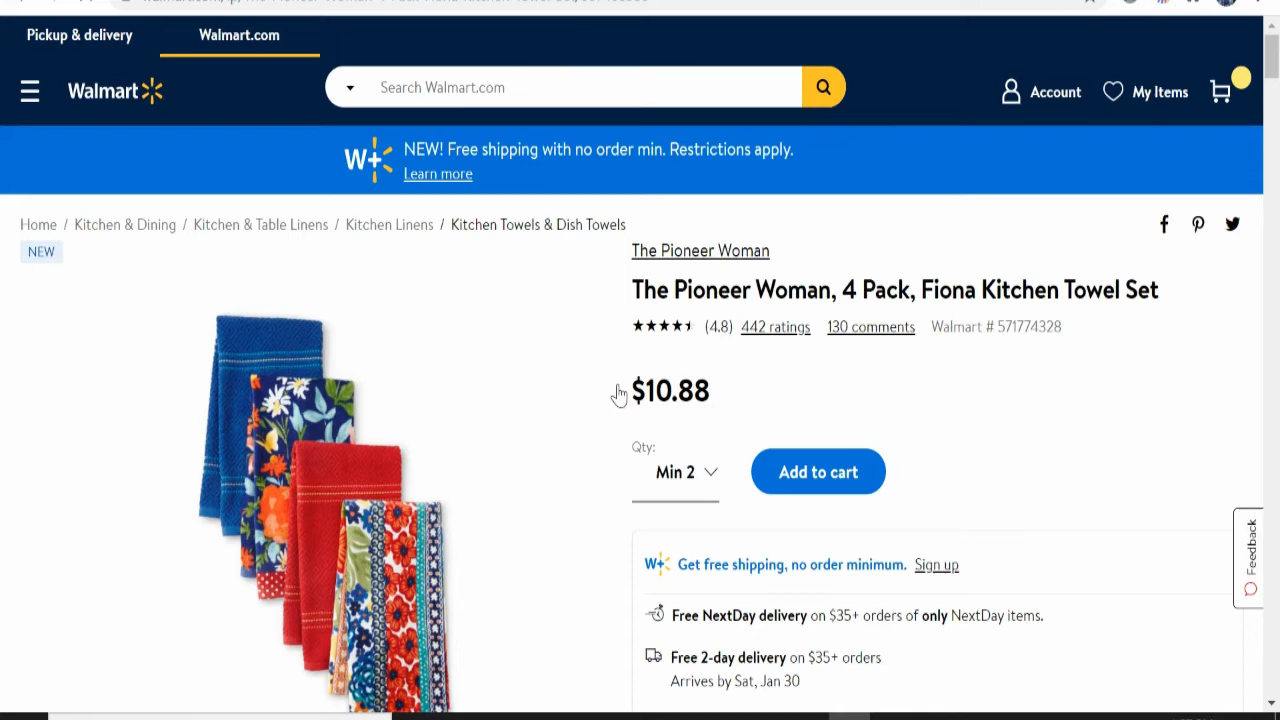 Pickup & delivery
Walmart.com
Walmart
Search Walmart.com
Account
My Items
W+
NEW! Free shipping with no order min. Restrictions apply.
Learn more
Home / Kitchen & Dining / Kitchen & Table Linens / Kitchen Linens / Kitchen Towels & Dish Towels
NEW
The Pioneer Woman
The Pioneer Woman, 4 Pack, Fiona Kitchen Towel Set
(4.8) 442 ratings 130 comments Walmart # 571774328
$10.88
Qty:
Min 2
Add to cart
Feedback
W+ Get free shipping, no order minimum. Sign up
Free NextDay delivery on $35+ orders of only NextDay items.
Free 2-day delivery on $35+ orders
Arrives by Sat, Jan 30